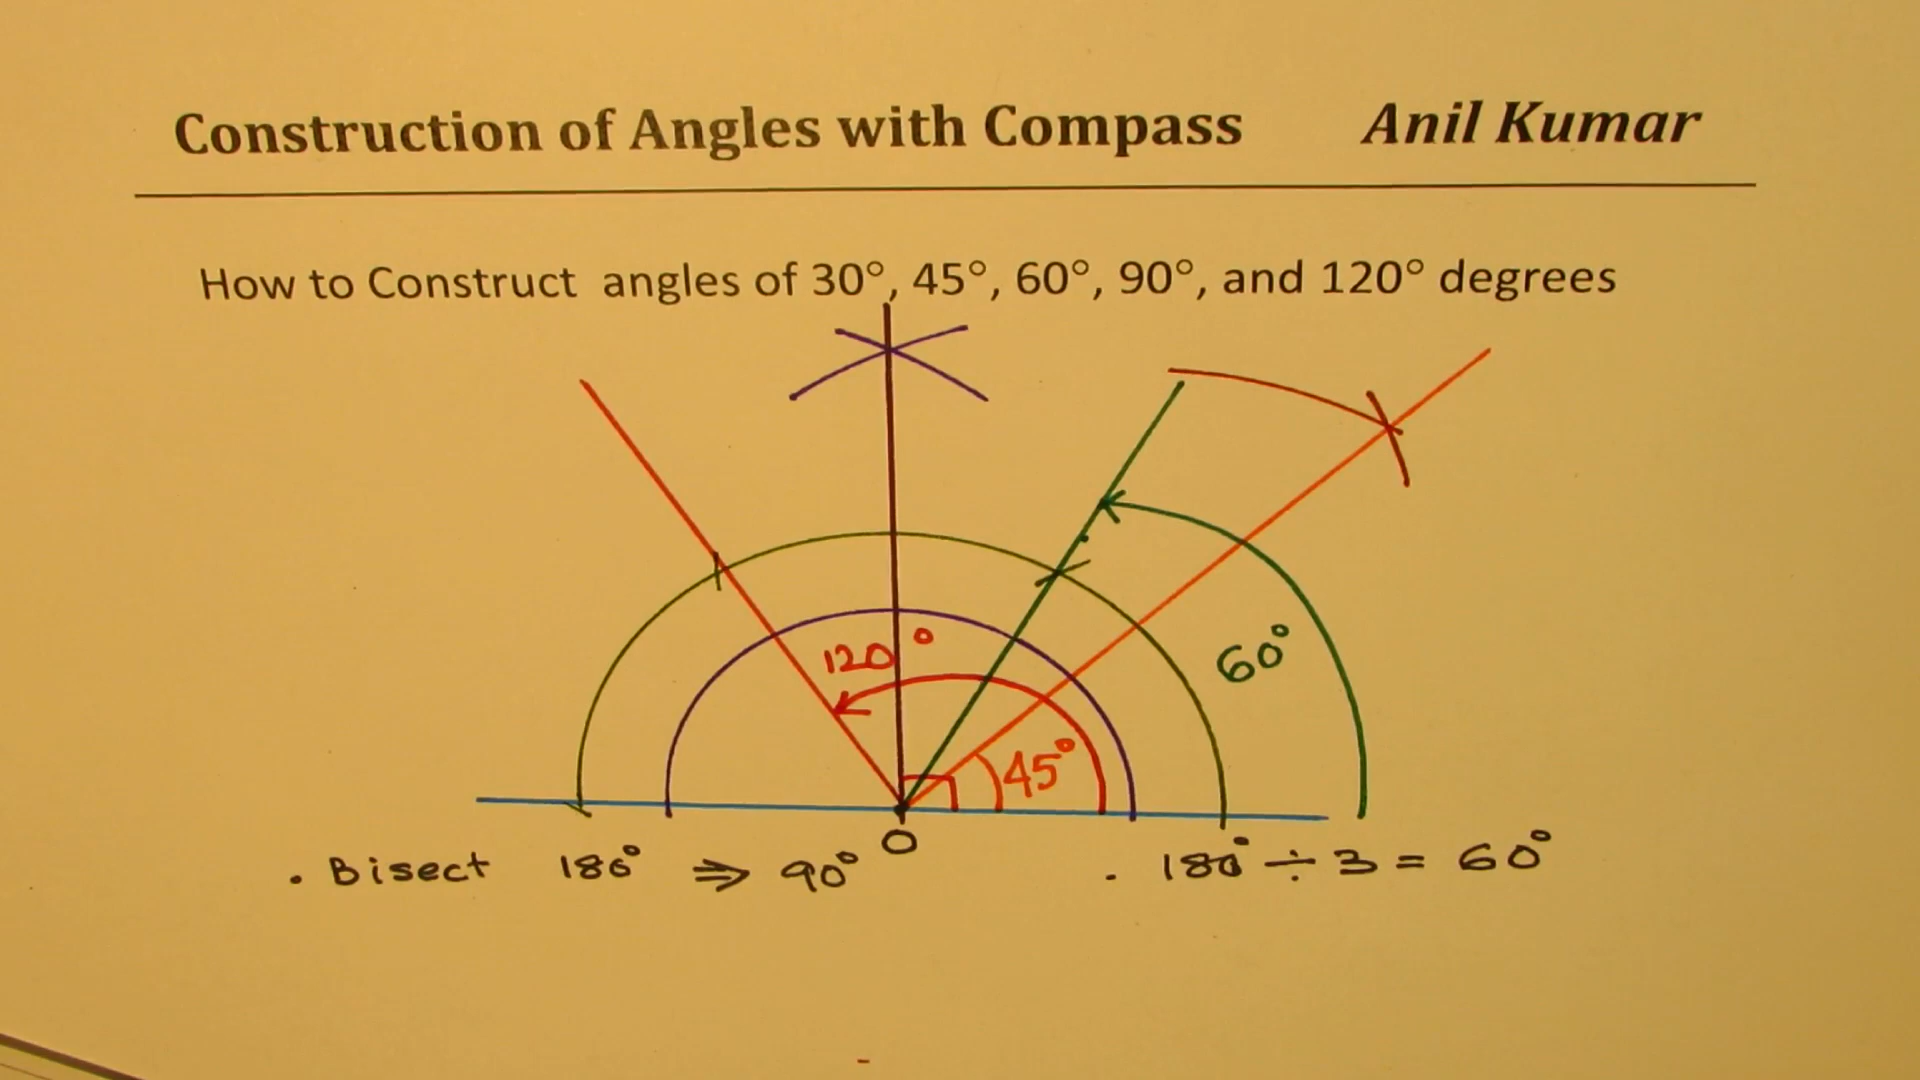 Construction of Angles with Compass Anil Kumar
How to Construct angles of 30°, 45°, 60°, 90°, and 120° degrees
120°
60°
45°
O
. Bisect 180° ⇒ 90°
. 180° ÷ 3 = 60°